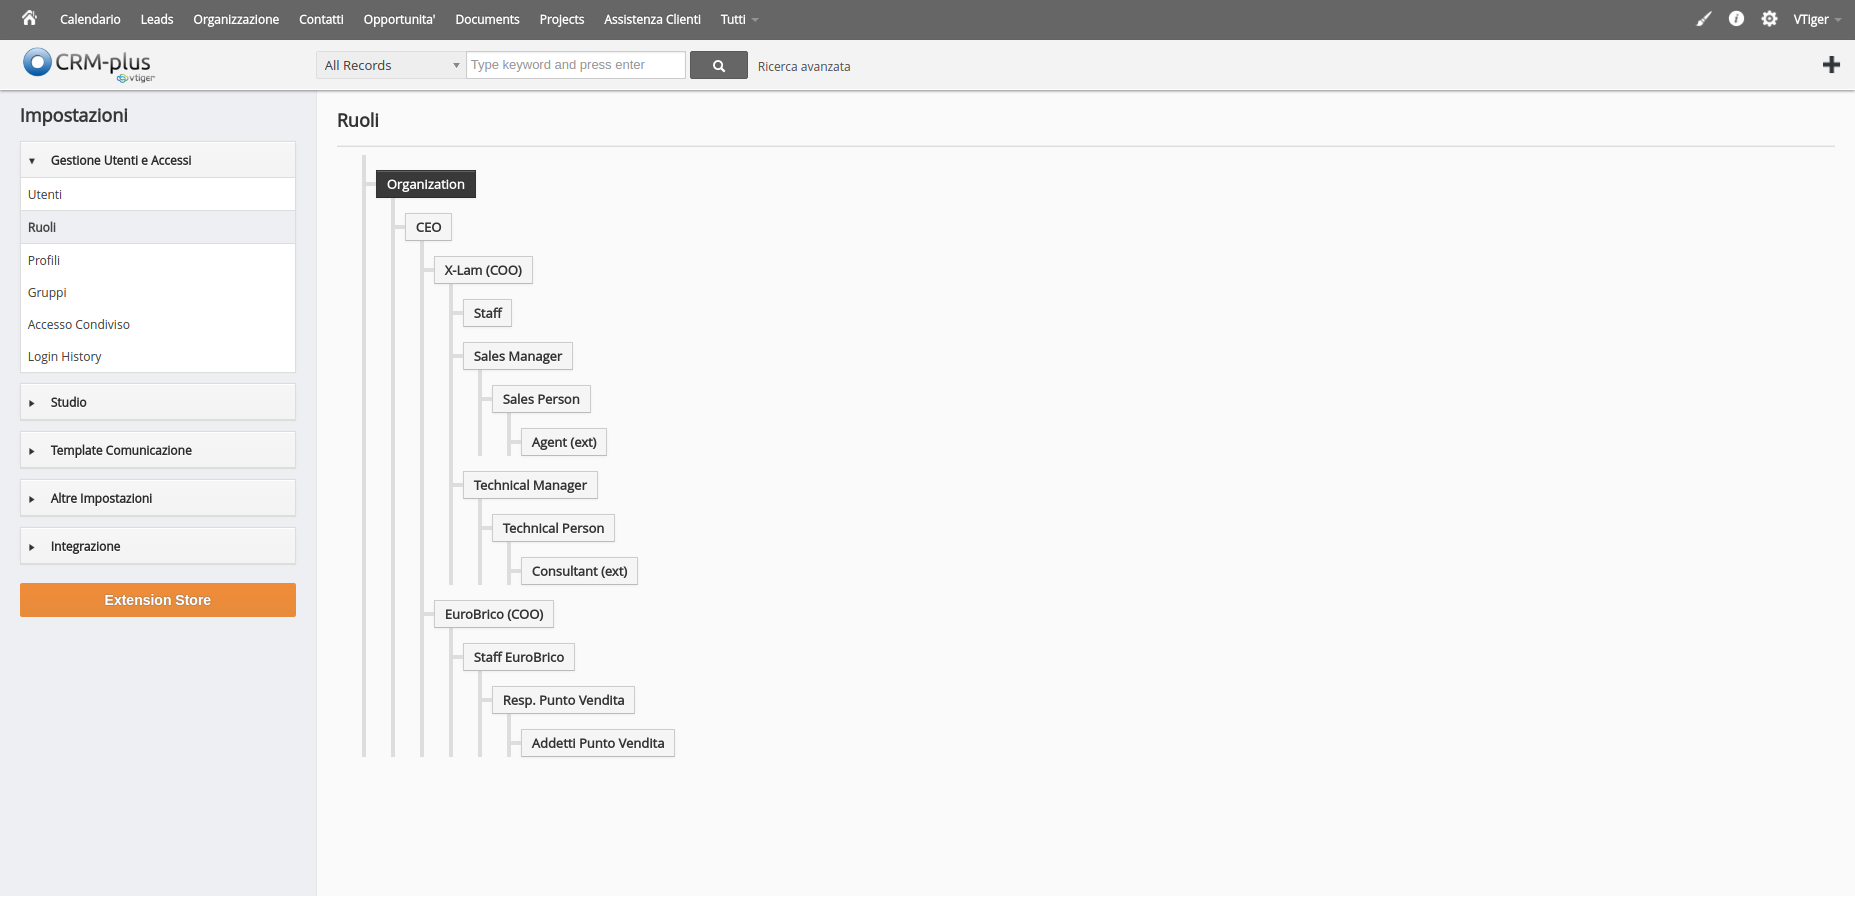 Calendario Leads Organizzazione Contatti Opportunita' Documents Projects Assistenza Clienti Tutti VTiger
CRM-plus
vtiger
All Records Type keyword and press enter Ricerca avanzata
Impostazioni
Gestione Utenti e Accessi
Utenti
Ruoli
Profili
Gruppi
Accesso Condiviso
Login History
Studio
Template Comunicazione
Altre Impostazioni
Integrazione
Extension Store
Ruoli
Organization
CEO
X-Lam (COO)
Staff
Sales Manager
Sales Person
Agent (ext)
Technical Manager
Technical Person
Consultant (ext)
EuroBrico (COO)
Staff EuroBrico
Resp. Punto Vendita
Addetti Punto Vendita